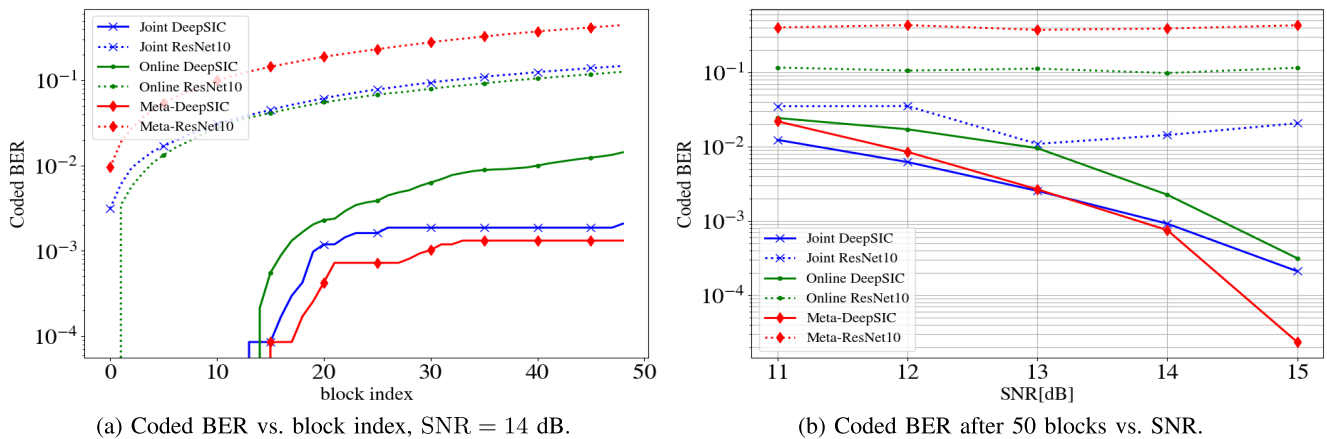 Joint DeepSIC
Joint ResNet10
Online DeepSIC
Online ResNet10
Meta-DeepSIC
Meta-ResNet10
Coded BER
10⁻¹
10⁻²
10⁻³
10⁻⁴
0 10 20 30 40 50
block index
(a) Coded BER vs. block index, SNR = 14 dB.
Coded BER
10⁻¹
10⁻²
10⁻³
10⁻⁴
Joint DeepSIC
Joint ResNet10
Online DeepSIC
Online ResNet10
Meta-DeepSIC
Meta-ResNet10
11 12 13 14 15
SNR[dB]
(b) Coded BER after 50 blocks vs. SNR.